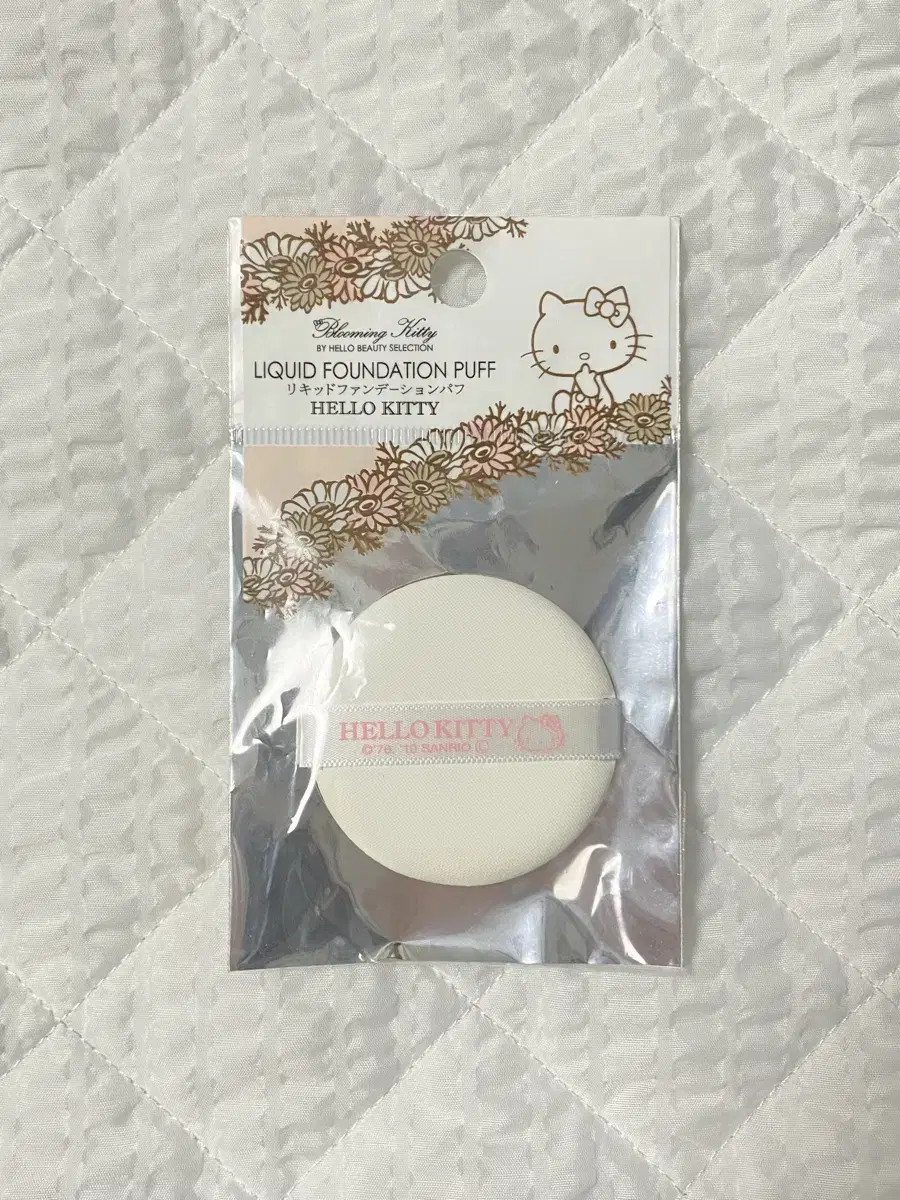 Blooming Kitty
BY HELLO BEAUTY SELECTION
LIQUID FOUNDATION PUFF
リキッドファンデーションパフ
HELLO KITTY
HELLO KITTY
©'76, '10 SANRIO Ⓛ